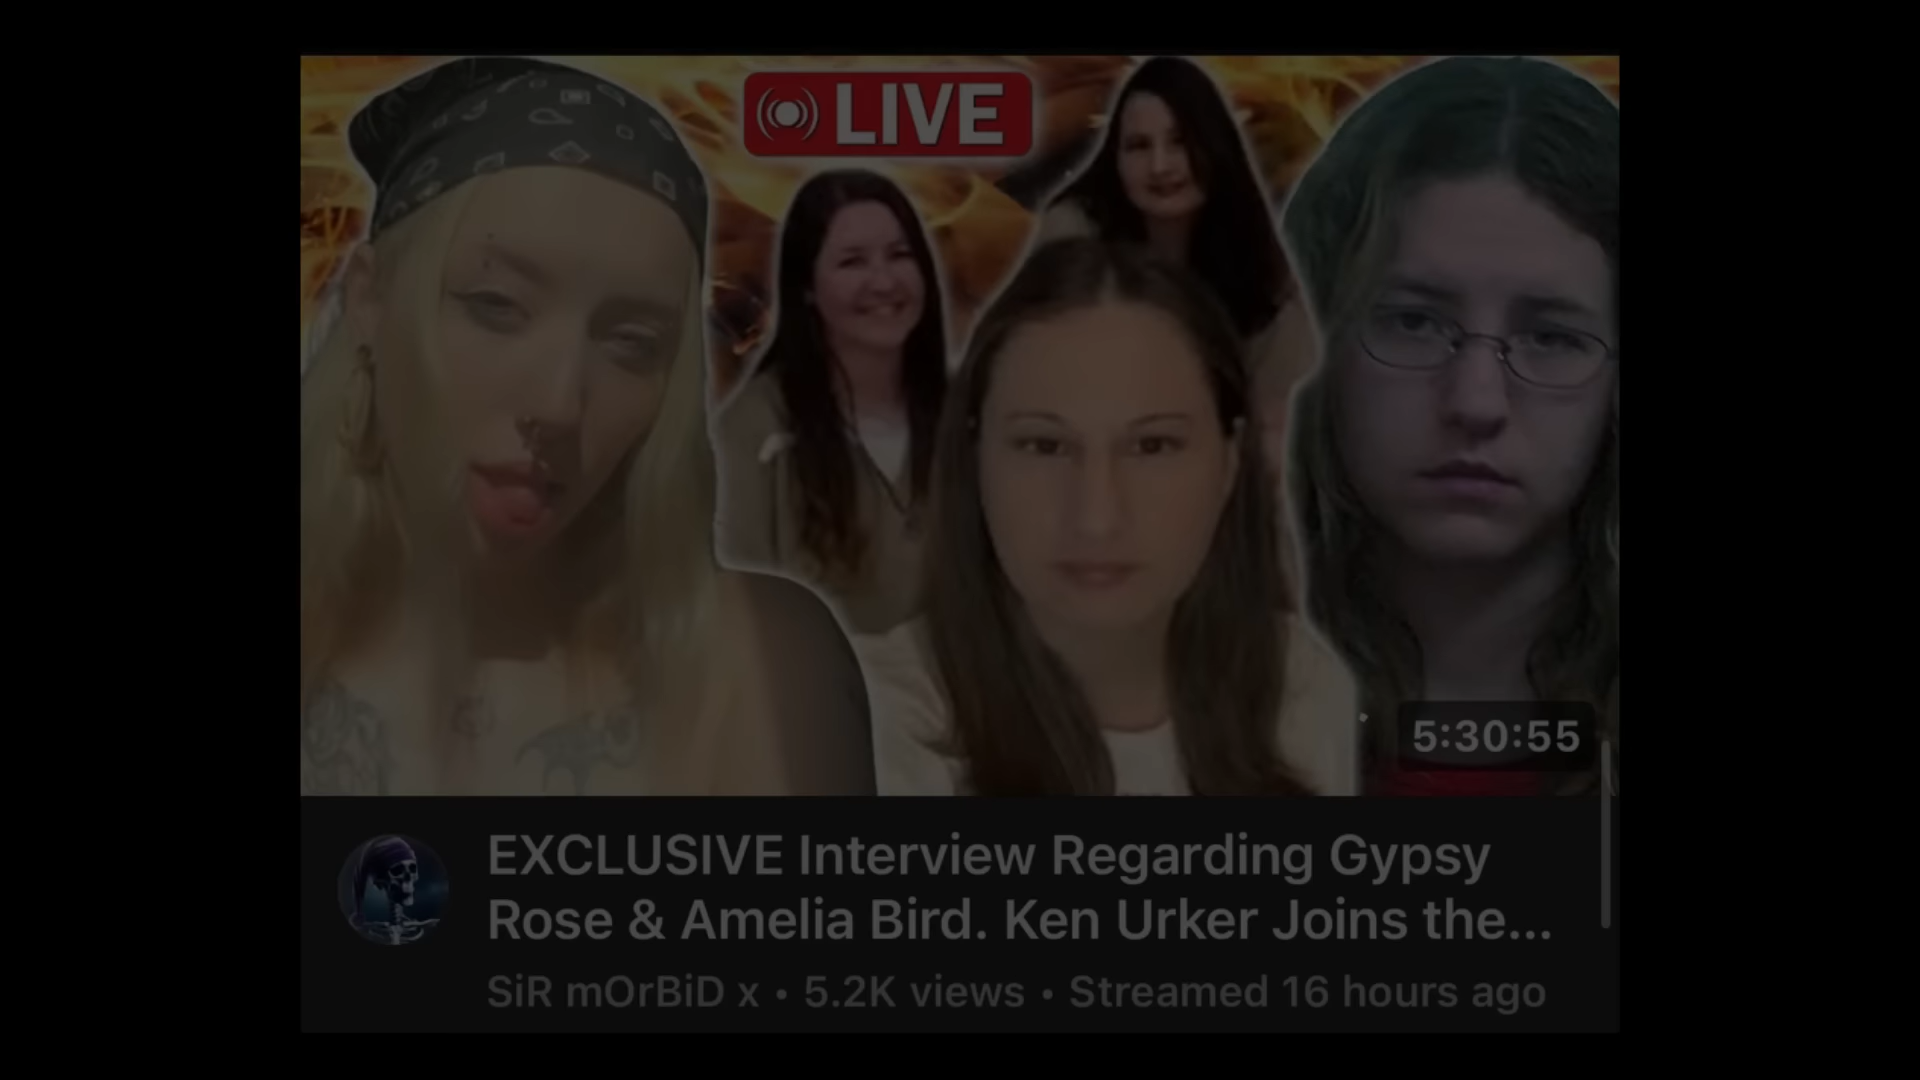 LIVE
5:30:55
EXCLUSIVE Interview Regarding Gypsy
Rose & Amelia Bird. Ken Urker Joins the...
SiR mOrBiD x • 5.2K views • Streamed 16 hours ago